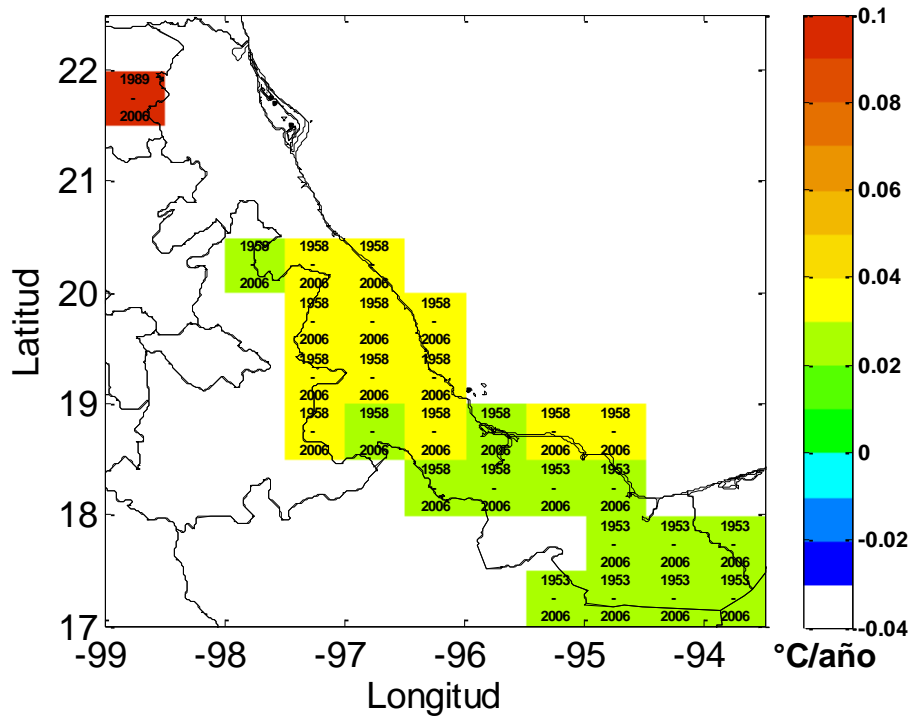 22
21
20
19
18
17
Latitud
1989
-
2006
1958 1958 1958
- - -
2006 2006 2006
1958 1958 1958
- - -
2006 2006 2006
1958 1958 1958
- - -
2006 2006 2006
1958 1958 1958 1958 1958 1958
- - - - - -
2006 2006 2006 2006 2006 2006
1958 1958 1953 1953
- - - -
2006 2006 2006 2006
1953 1953 1953
- - -
2006 2006 2006
1953 1953 1953 1953
- - - -
2006 2006 2006 2006
-99 -98 -97 -96 -95 -94
Longitud
0.1
0.08
0.06
0.04
0.02
0
-0.02
-0.04
°C/año